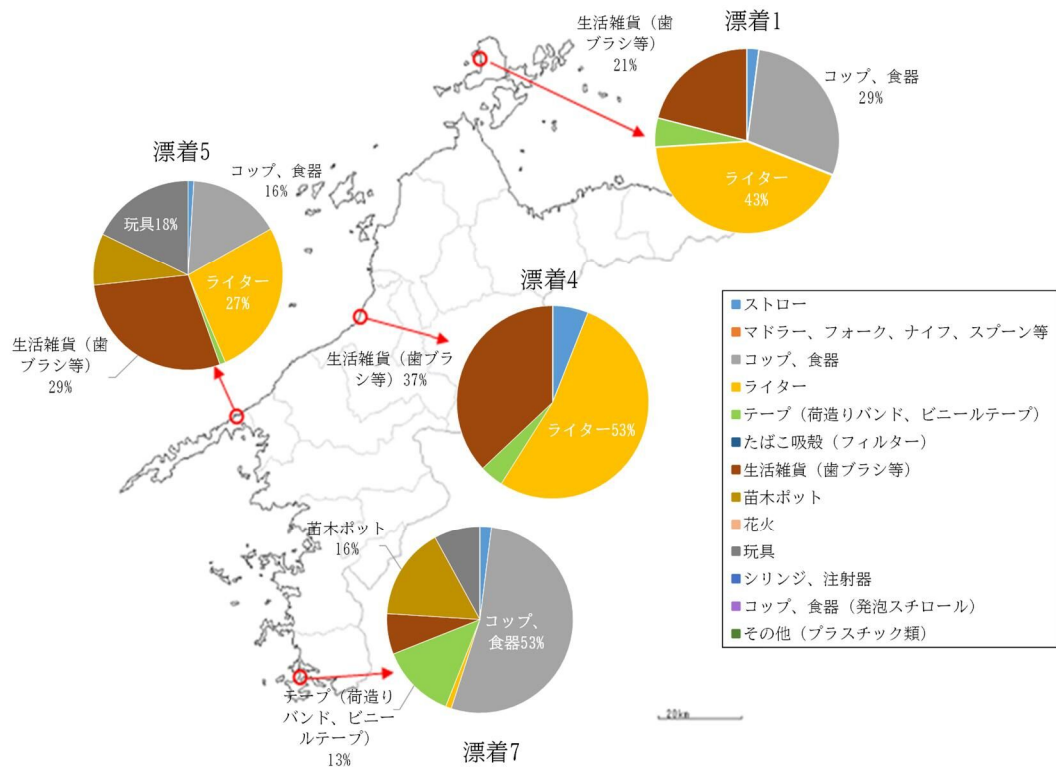 漂着1
生活雑貨（歯
ブラシ等）
21%
コップ、食器
29%
ライター
43%
漂着5
コップ、食器
16%
玩具18%
ライター
27%
生活雑貨（歯
ブラシ等）
29%
漂着4
生活雑貨（歯ブラ
シ等）37%
ライター53%
苗木ポット
16%
コップ、
食器53%
テープ（荷造り
バンド、ビニー
ルテープ）
13%
漂着7
ストロー
マドラー、フォーク、ナイフ、スプーン等
コップ、食器
ライター
テープ（荷造りバンド、ビニールテープ）
たばこ吸殻（フィルター）
生活雑貨（歯ブラシ等）
苗木ポット
花火
玩具
シリンジ、注射器
コップ、食器（発泡スチロール）
その他（プラスチック類）
20km